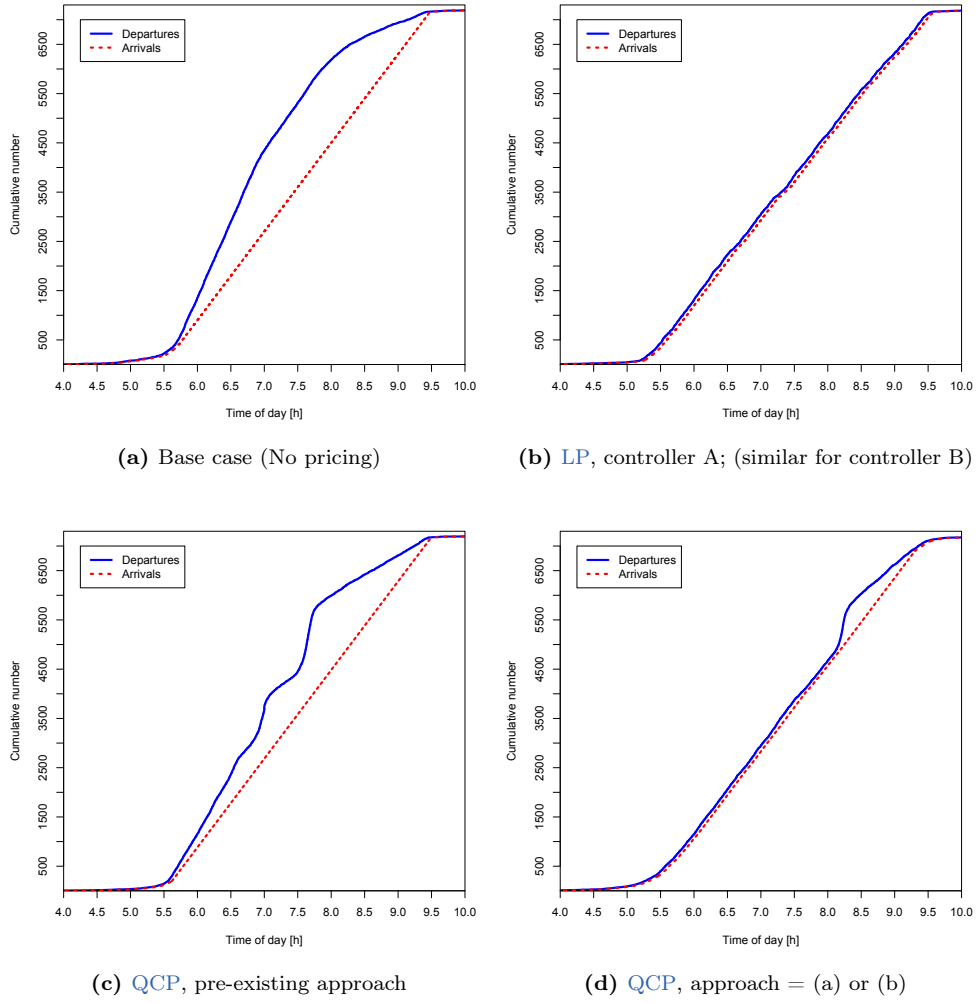 Departures
Arrivals
Cumulative number
500 1500 2500 3500 4500 5500 6500
4.0 4.5 5.0 5.5 6.0 6.5 7.0 7.5 8.0 8.5 9.0 9.5 10.0
Time of day [h]
(a) Base case (No pricing)
Departures
Arrivals
Cumulative number
500 1500 2500 3500 4500 5500 6500
4.0 4.5 5.0 5.5 6.0 6.5 7.0 7.5 8.0 8.5 9.0 9.5 10.0
Time of day [h]
(b) LP, controller A; (similar for controller B)
Departures
Arrivals
Cumulative number
500 1500 2500 3500 4500 5500 6500
4.0 4.5 5.0 5.5 6.0 6.5 7.0 7.5 8.0 8.5 9.0 9.5 10.0
Time of day [h]
(c) QCP, pre-existing approach
Departures
Arrivals
Cumulative number
500 1500 2500 3500 4500 5500 6500
4.0 4.5 5.0 5.5 6.0 6.5 7.0 7.5 8.0 8.5 9.0 9.5 10.0
Time of day [h]
(d) QCP, approach = (a) or (b)